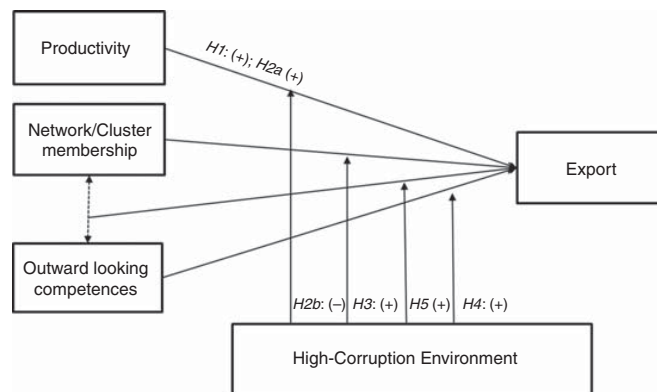 Productivity
H1: (+); H2a (+)
Network/Cluster
membership
Export
Outward looking
competences
H2b: (–) H3: (+) H5 (+) H4: (+)
High-Corruption Environment